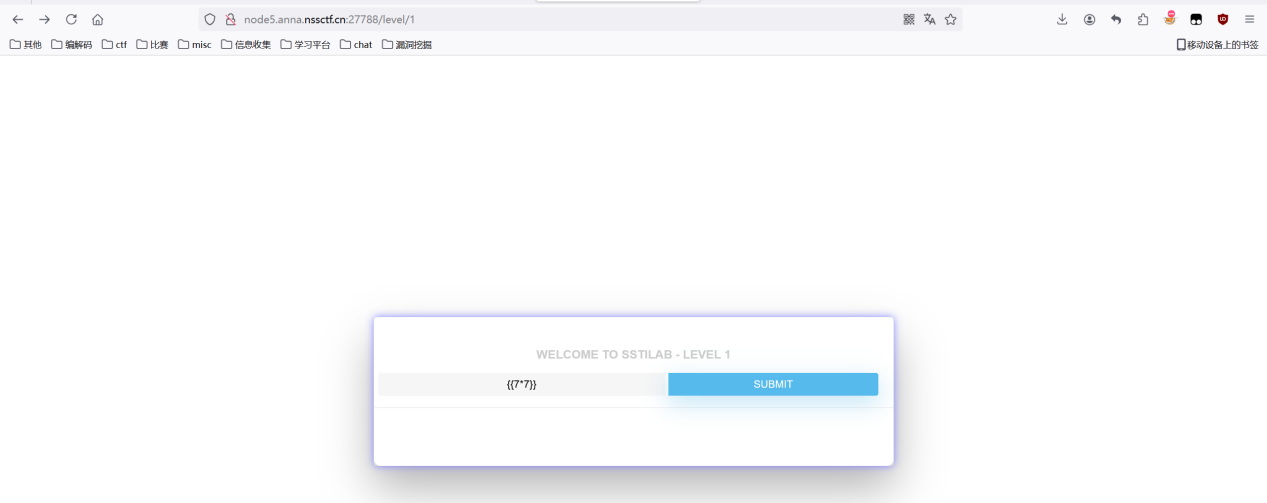 node5.anna.nssctf.cn:27788/level/1
其他 编解码 ctf 比赛 misc 信息收集 学习平台 chat 漏洞挖掘 移动设备上的书签
WELCOME TO SSTILAB - LEVEL 1
{{7*7}} SUBMIT